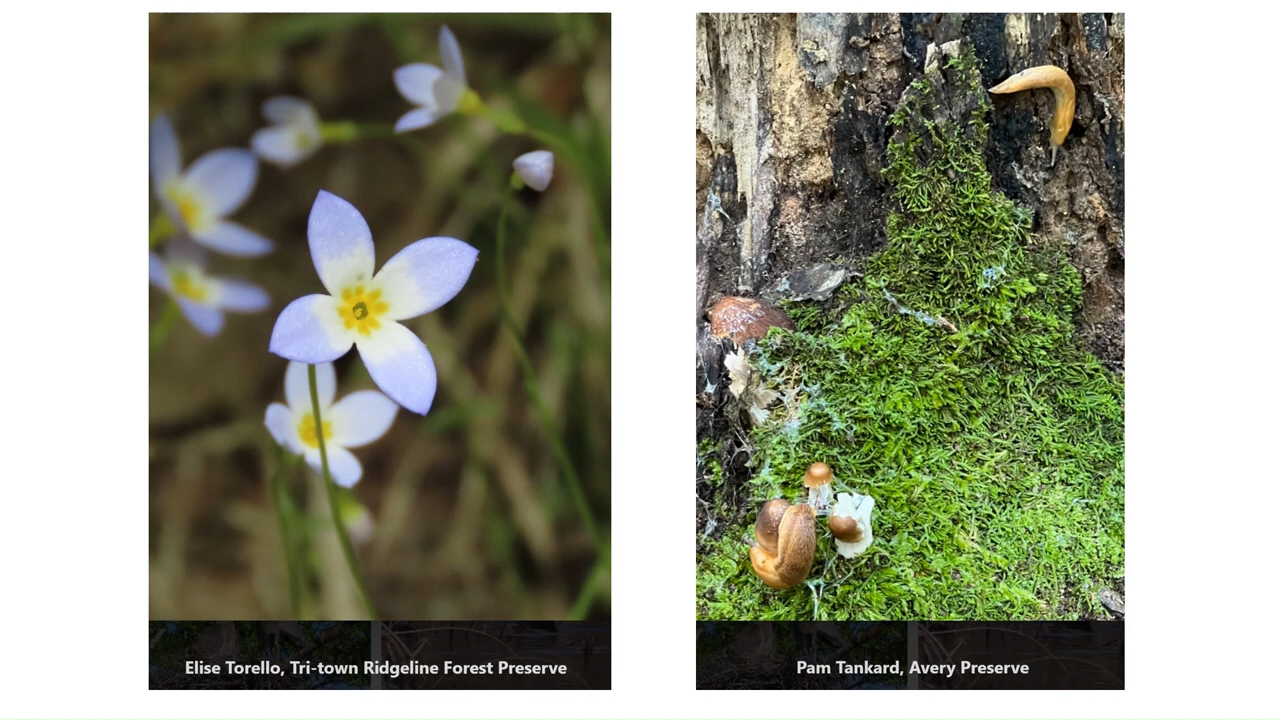 Elise Torello, Tri-town Ridgeline Forest Preserve
Pam Tankard, Avery Preserve